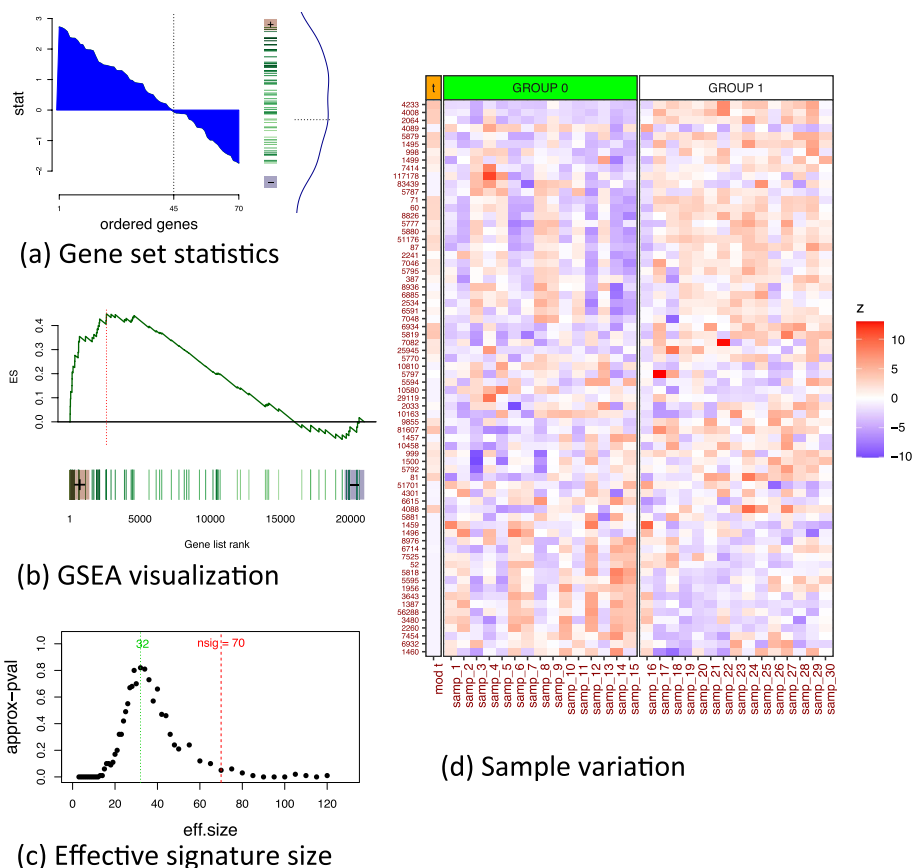 stat
3
2
1
0
−1
−2
1
45
70
ordered genes
+
−
(a) Gene set statistics
ES
0.4
0.3
0.2
0.1
0.0
+
−
1
5000
10000
15000
20000
Gene list rank
(b) GSEA visualization
approx−pval
1.0
0.8
0.6
0.4
0.2
0.0
32
nsig = 70
0
20
40
60
80
100
120
eff.size
(c) Effective signature size
t
GROUP 0
GROUP 1
4233
4008
2064
4089
5879
1495
998
1499
7414
117178
83439
5787
71
60
8826
5777
5880
51176
87
2241
7046
5795
387
8936
6885
2534
6591
7048
6934
5819
7082
25945
5770
10810
5797
5594
10580
29119
2033
10163
9855
81607
1457
10458
999
1500
5792
81
51701
4301
6615
4088
5881
1459
1496
8976
6714
7525
52
5818
5595
1956
3643
1387
56288
3480
2260
7454
6932
1460
mod t
samp_1
samp_2
samp_3
samp_4
samp_5
samp_6
samp_7
samp_8
samp_9
samp_10
samp_11
samp_12
samp_13
samp_14
samp_15
samp_16
samp_17
samp_18
samp_19
samp_20
samp_21
samp_22
samp_23
samp_24
samp_25
samp_26
samp_27
samp_28
samp_29
samp_30
z
10
5
0
−5
−10
(d) Sample variation